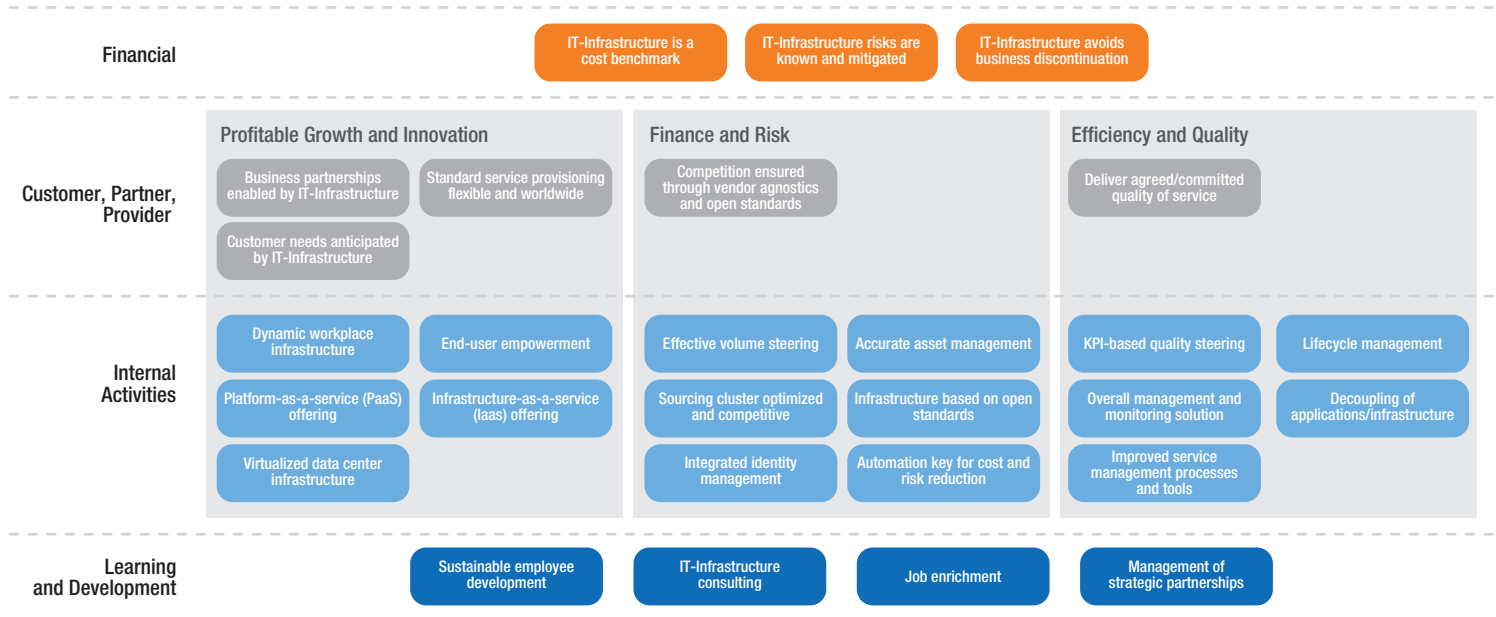 Financial
IT-Infrastructure is a
cost benchmark
IT-Infrastructure risks are
known and mitigated
IT-Infrastructure avoids
business discontinuation
Customer, Partner,
Provider
Profitable Growth and Innovation
Business partnerships
enabled by IT-Infrastructure
Standard service provisioning
flexible and worldwide
Customer needs anticipated
by IT-Infrastructure
Finance and Risk
Competition ensured
through vendor agnostics
and open standards
Efficiency and Quality
Deliver agreed/committed
quality of service
Internal
Activities
Dynamic workplace
infrastructure
End-user empowerment
Platform-as-a-service (PaaS)
offering
Infrastructure-as-a-service
(Iaas) offering
Virtualized data center
infrastructure
Effective volume steering
Accurate asset management
Sourcing cluster optimized
and competitive
Infrastructure based on open
standards
Integrated identity
management
Automation key for cost and
risk reduction
KPI-based quality steering
Lifecycle management
Overall management and
monitoring solution
Decoupling of
applications/infrastructure
Improved service
management processes
and tools
Learning
and Development
Sustainable employee
development
IT-Infrastructure
consulting
Job enrichment
Management of
strategic partnerships